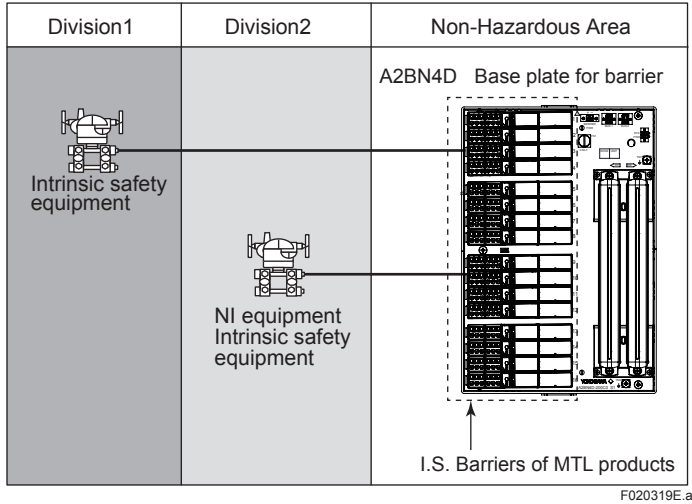 Division1
Division2
Non-Hazardous Area
A2BN4D Base plate for barrier
Intrinsic safety
equipment
NI equipment
Intrinsic safety
equipment
YOKOGAWA
I.S. Barriers of MTL products
F020319E.a